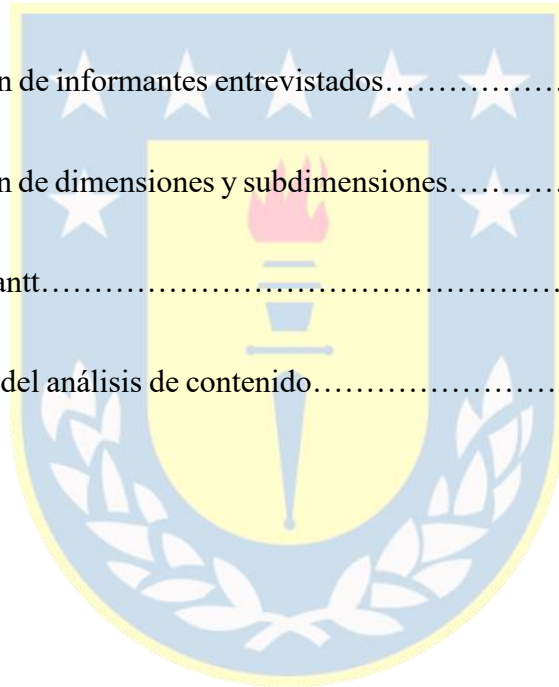 n de informantes entrevistados………………
n de dimensiones y subdimensiones…………
antt……………………………………………
del análisis de contenido……………………